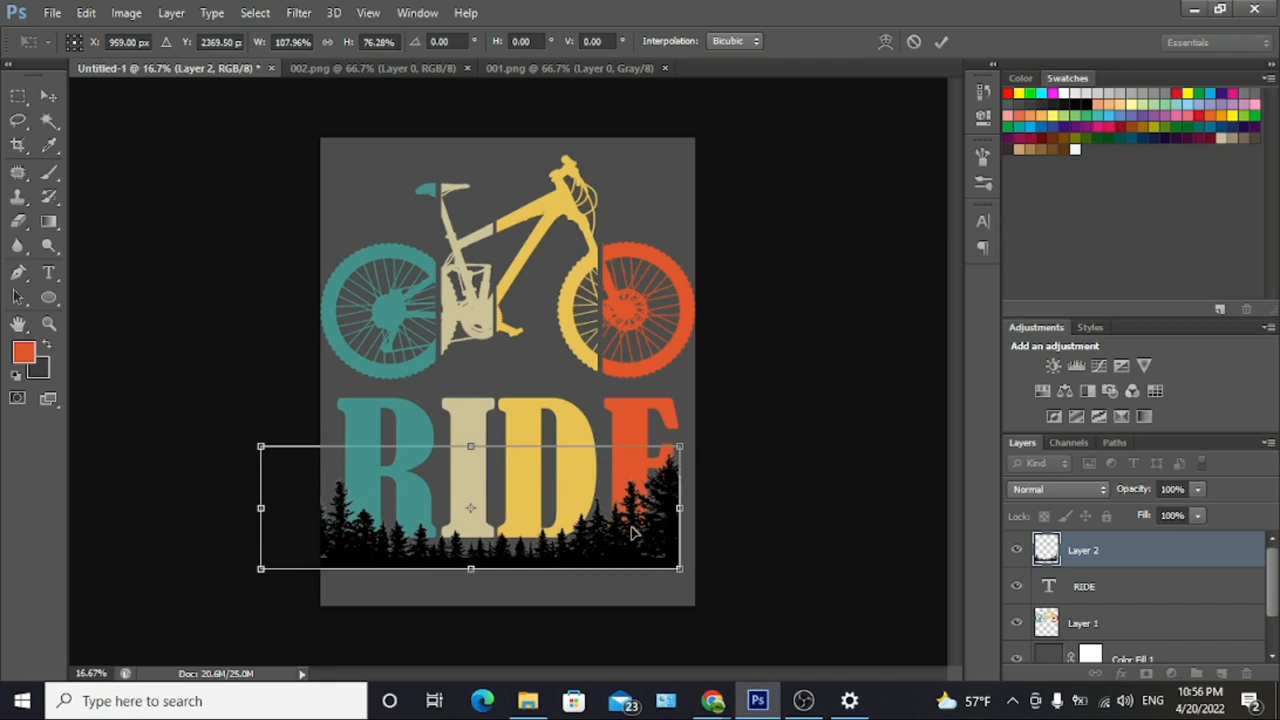 Ps File Edit Image Layer Type Select Filter 3D View Window Help
X: 959.00 px Y: 2369.50 p W: 107.96% H: 76.28% 0.00 ° H: 0.00 ° V: 0.00 ° Interpolation: Bicubic Essentials
Untitled-1 @ 16.7% (Layer 2, RGB/8) * × 002.png @ 66.7% (Layer 0, RGB/8) × 001.png @ 66.7% (Layer 0, Gray/8) ×
Color Swatches
RIDE
Adjustments Styles
Add an adjustment
Layers Channels Paths
Kind
Normal Opacity: 100%
Lock: Fill: 100%
Layer 2
T RIDE
Layer 1
Color Fill 1
16.67% Doc: 20.6M/25.0M
Type here to search 23 Ps 57°F ENG 10:56 PM 4/20/2022 2